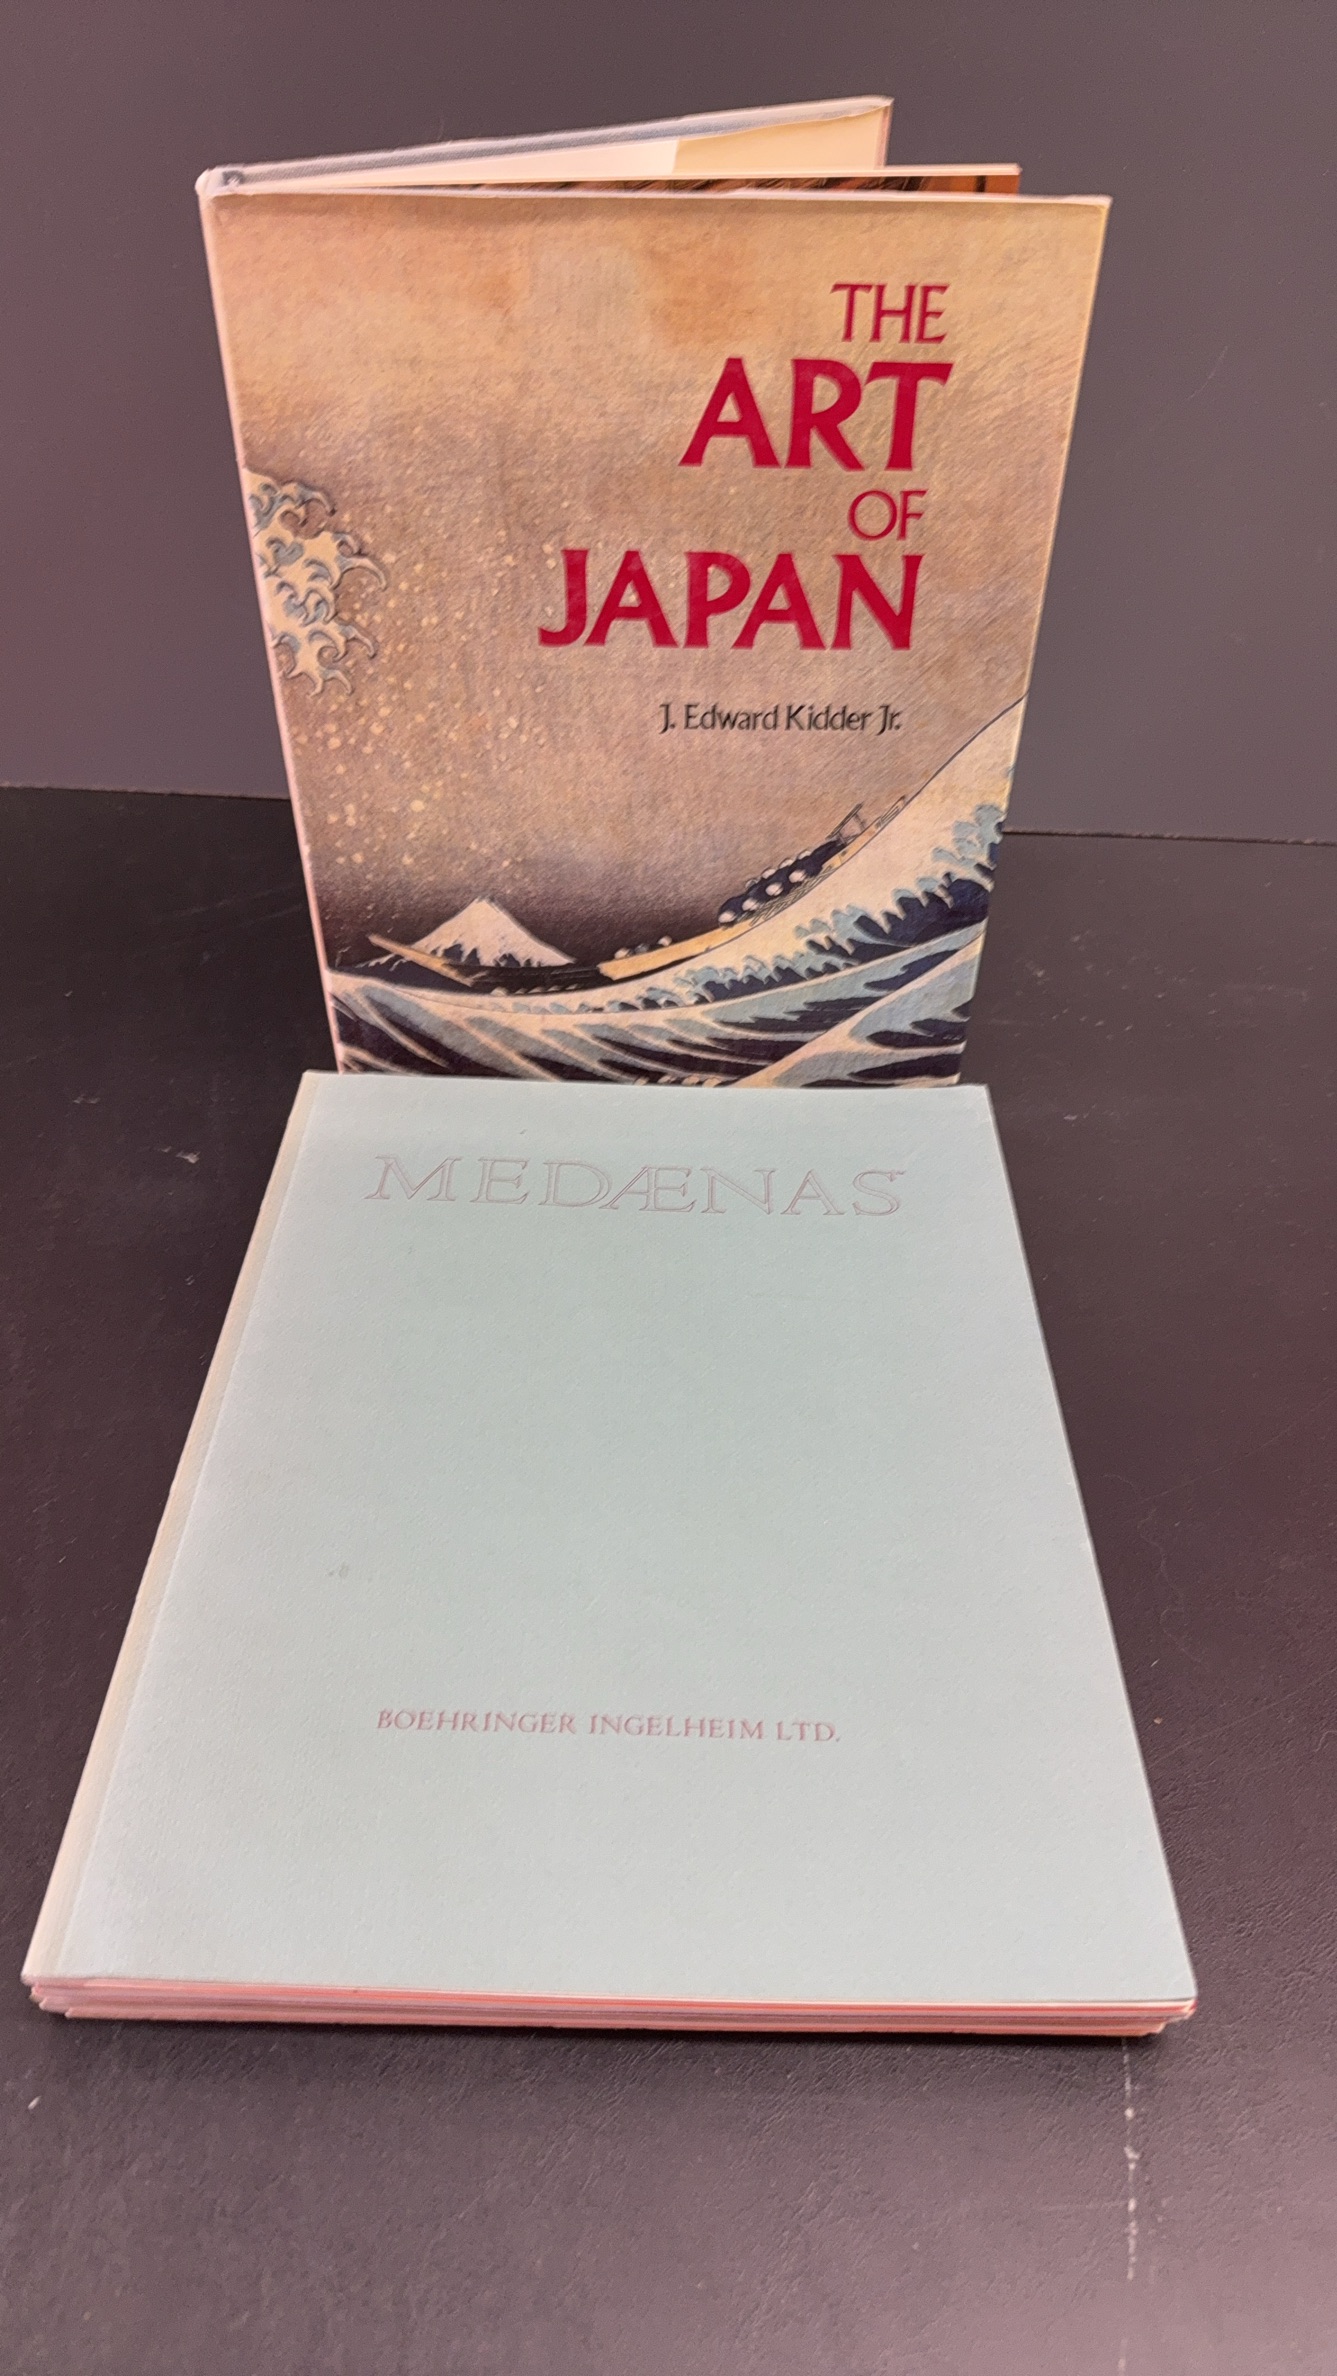 THE
ART
OF
JAPAN
J. Edward Kidder Jr.
MEDÆNAS
BOEHRINGER INGELHEIM LTD.